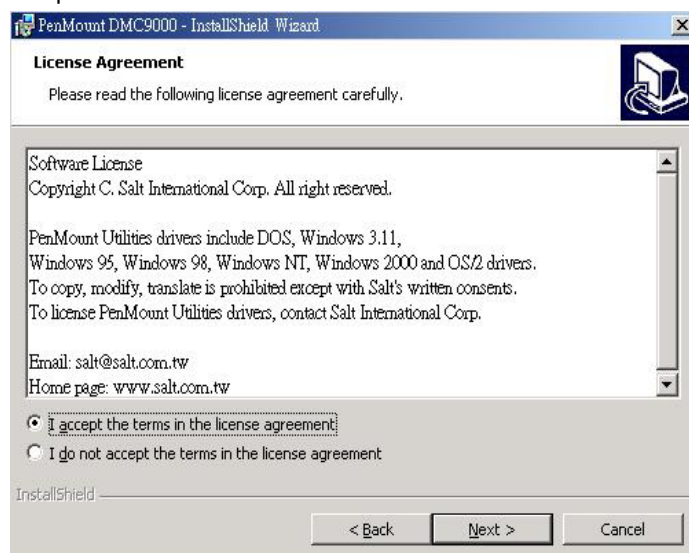 PenMount DMC9000 - InstallShield Wizard
License Agreement
Please read the following license agreement carefully.
Software License
Copyright C. Salt International Corp. All right reserved.
PenMount Utilities drivers include DOS, Windows 3.11,
Windows 95, Windows 98, Windows NT, Windows 2000 and OS/2 drivers.
To copy, modify, translate is prohibited except with Salt's written consents.
To license PenMount Utilities drivers, contact Salt International Corp.
Email: salt@salt.com.tw
Home page: www.salt.com.tw
I accept the terms in the license agreement
I do not accept the terms in the license agreement
InstallShield
< Back
Next >
Cancel